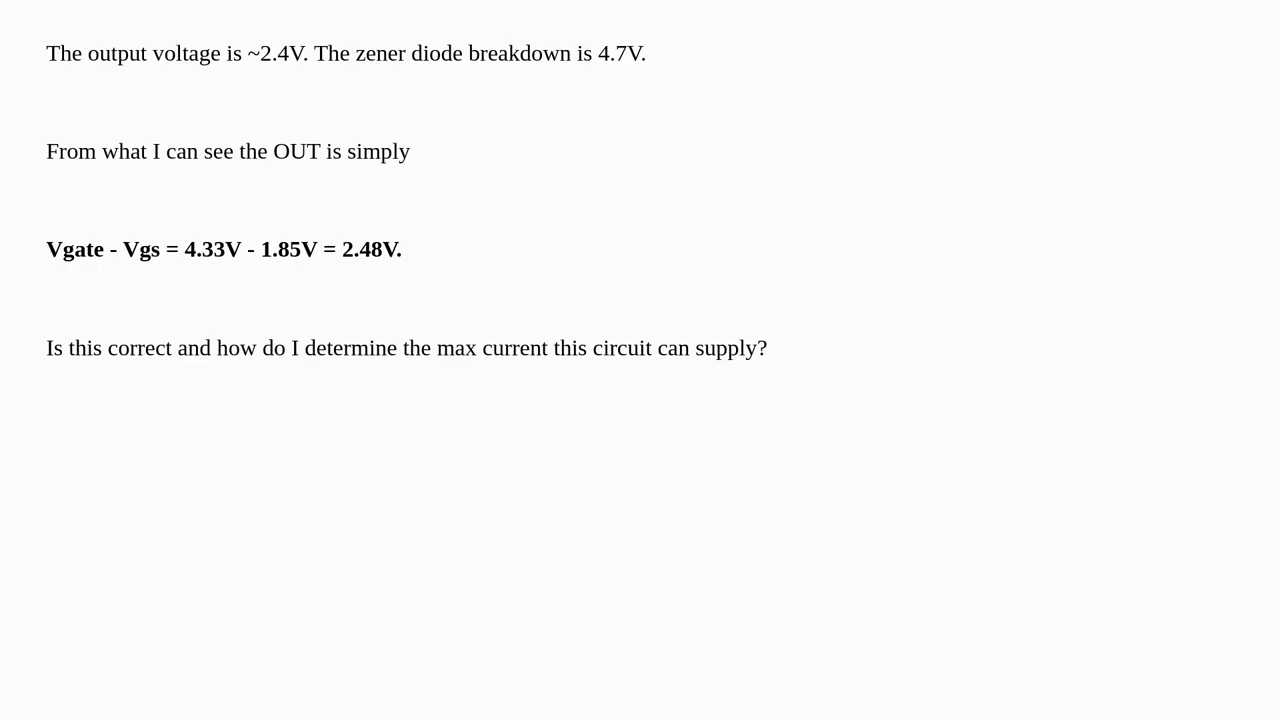 The output voltage is ~2.4V. The zener diode breakdown is 4.7V.
From what I can see the OUT is simply
Vgate - Vgs = 4.33V - 1.85V = 2.48V.
Is this correct and how do I determine the max current this circuit can supply?